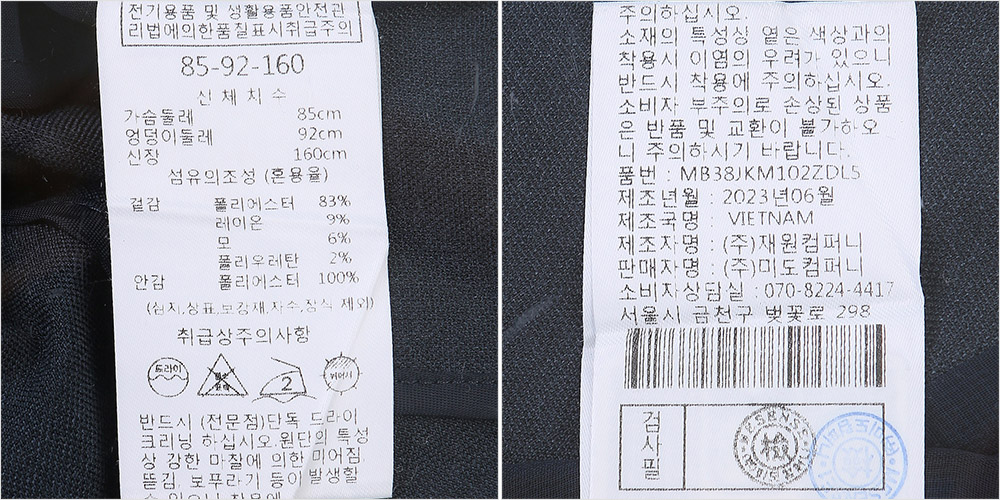 전기용품 및 생활용품안전관
리법에의한품질표시취급주의
85-92-160
신 체 치 수
가슴둘레 85cm
엉덩이둘레 92cm
신장 160cm
섬유의조성 (혼용율)
겉감 폴리에스터 83%
레이온 9%
모 6%
폴리우레탄 2%
안감 폴리에스터 100%
(심지,상표,보강재,자수,장식 제외)
취급상주의사항
드라이
2
반드시 (전문점)단독 드라이
크리닝 하십시오.원단의 특성
상 강한 마찰에 의한 미어짐,
뜯김, 보푸라기 등이 발생할
수 있으니 착용에
주의하십시오.
소재의 특성상 옅은 색상과의
착용시 이염의 우려가 있으니
반드시 착용에 주의하십시오.
소비자 부주의로 손상된 상품
은 반품 및 교환이 불가하오
니 주의하시기 바랍니다.
품번 : MB38JKM102ZDL5
제조년월 : 2023년06월
제조국명 : VIETNAM
제조자명 : (주)재원컴퍼니
판매자명 : (주)미도컴퍼니
소비자상담실 : 070-8224-4417
서울시 금천구 벚꽃로 298
검
사
필
檢